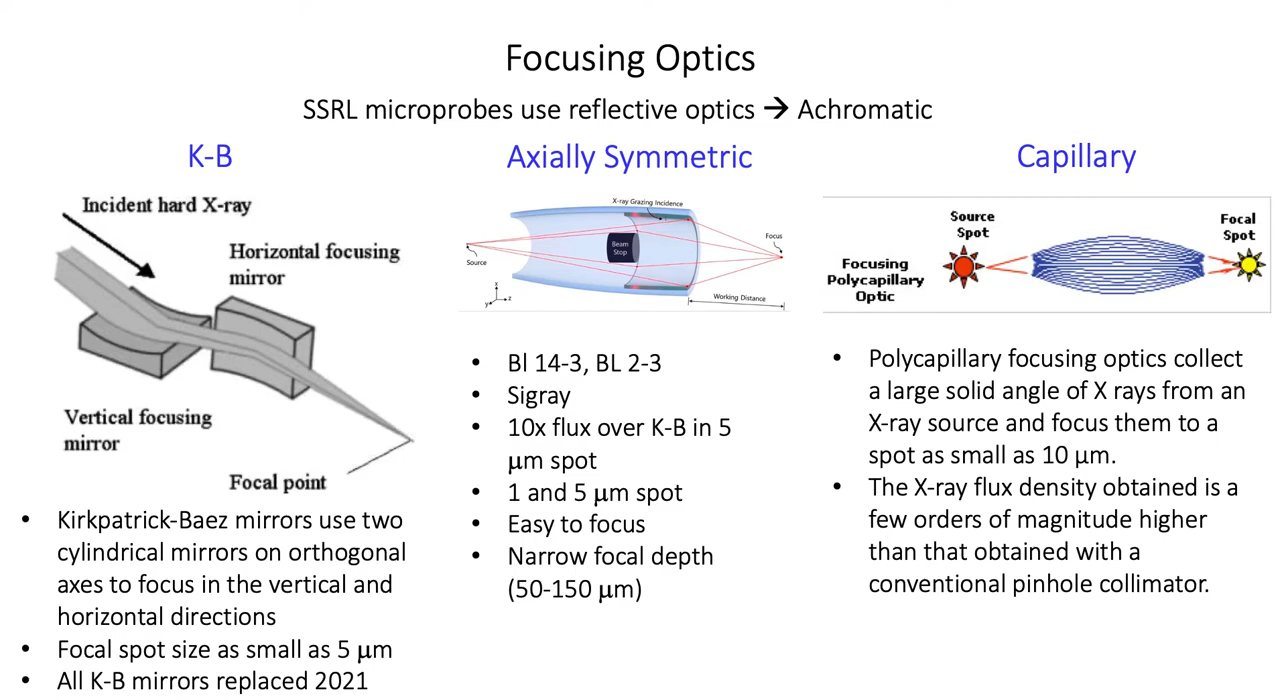 Focusing Optics
SSRL microprobes use reflective optics → Achromatic
K-B
Incident hard X-ray
Horizontal focusing
mirror
Vertical focusing
mirror
Focal point
• Kirkpatrick-Baez mirrors use two
cylindrical mirrors on orthogonal
axes to focus in the vertical and
horizontal directions
• Focal spot size as small as 5 μm
• All K-B mirrors replaced 2021
Axially Symmetric
X-ray Grazing Incidence
Beam
Stop
Focus
Source
x
y
z
Working Distance
• Bl 14-3, BL 2-3
• Sigray
• 10x flux over K-B in 5
μm spot
• 1 and 5 μm spot
• Easy to focus
• Narrow focal depth
(50-150 μm)
Capillary
Source
Spot
Focal
Spot
Focusing
Polycapillary
Optic
• Polycapillary focusing optics collect
a large solid angle of X rays from an
X-ray source and focus them to a
spot as small as 10 μm.
• The X-ray flux density obtained is a
few orders of magnitude higher
than that obtained with a
conventional pinhole collimator.